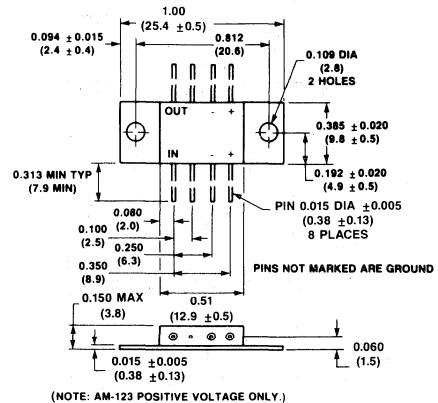 1.00
(25.4 ±0.5)
0.094 ±0.015
(2.4 ±0.4)
0.812
(20.6)
0.109 DIA
(2.8)
2 HOLES
OUT - +
0.385 ±0.020
(9.8 ±0.5)
IN - +
0.192 ±0.020
(4.9 ±0.5)
0.313 MIN TYP
(7.9 MIN)
PIN 0.015 DIA ±0.005
(0.38 ±0.13)
8 PLACES
0.080
(2.0)
0.100
(2.5)
0.250
(6.3)
0.350
(8.9)
PINS NOT MARKED ARE GROUND
0.150 MAX
(3.8)
0.51
(12.9 ±0.5)
0.015 ±0.005
(0.38 ±0.13)
0.060
(1.5)
(NOTE: AM-123 POSITIVE VOLTAGE ONLY.)